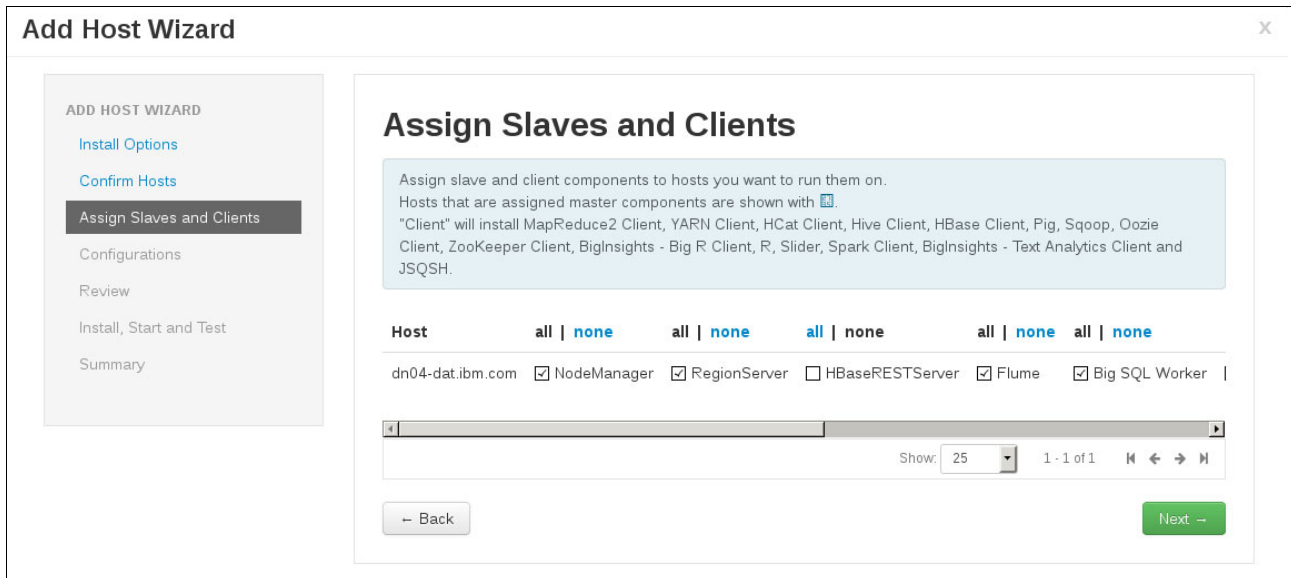 Add Host Wizard
x
ADD HOST WIZARD
Install Options
Confirm Hosts
Assign Slaves and Clients
Configurations
Review
Install, Start and Test
Summary
Assign Slaves and Clients
Assign slave and client components to hosts you want to run them on.
Hosts that are assigned master components are shown with .
"Client" will install MapReduce2 Client, YARN Client, HCat Client, Hive Client, HBase Client, Pig, Sqoop, Oozie
Client, ZooKeeper Client, BigInsights - Big R Client, R, Slider, Spark Client, BigInsights - Text Analytics Client and
JSQSH.
Host all | none all | none all | none all | none all | none
dn04-dat.ibm.com NodeManager RegionServer HBaseRESTServer Flume Big SQL Worker
Show: 25 1 - 1 of 1
← Back
Next →